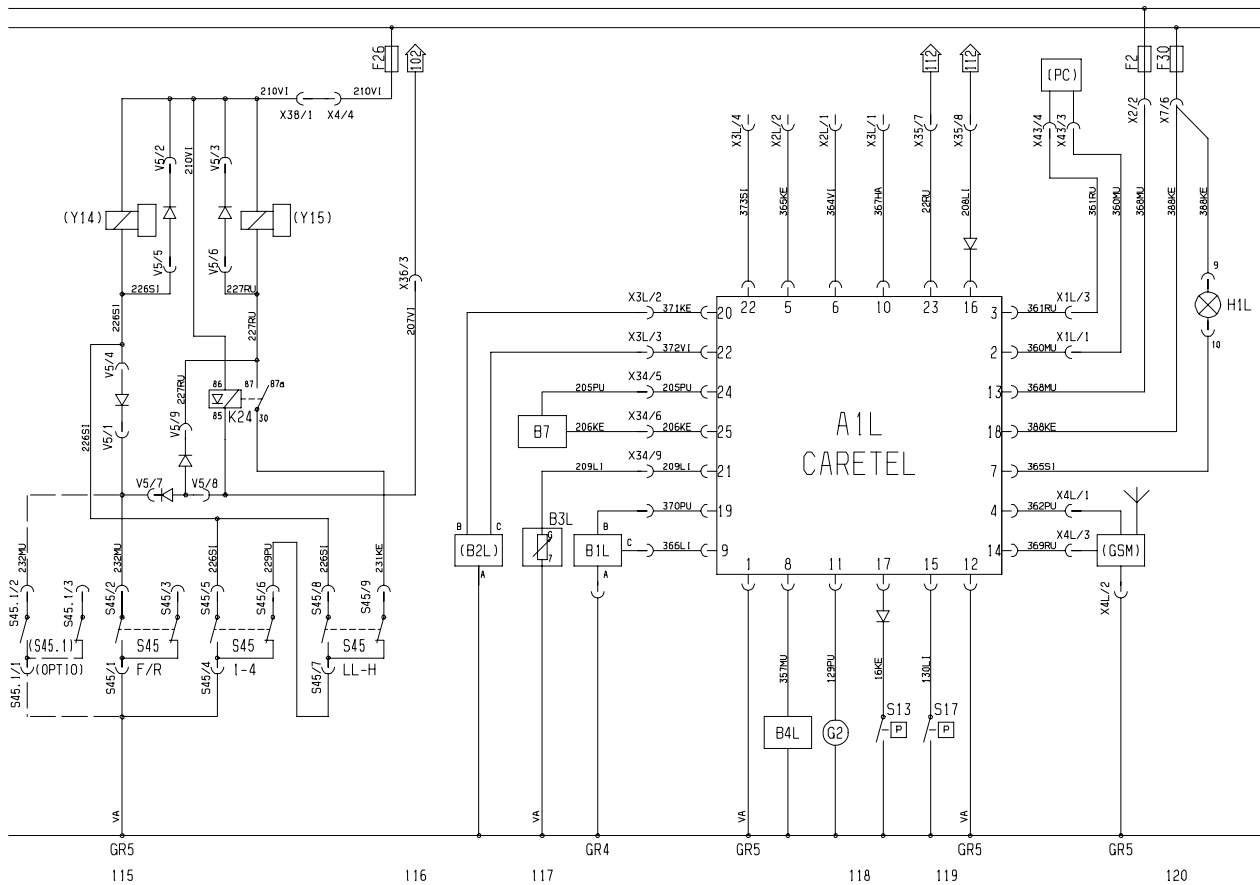 F26
102
112
112
F2
F30
(PC)
210VI
210VI
X38/1
X4/4
X3L/4
X2L/2
X2L/1
X3L/1
X35/7
X35/8
X43/4
X43/3
X2/2
X7/6
V5/2
V5/3
210VI
373SI
365KE
364VI
367HA
22RU
208LI
361RU
360MU
368MU
388KE
388KE
(Y14)
(Y15)
V5/5
V5/6
226SI
227RU
X36/3
207VI
226SI
227RU
9
H1L
10
X3L/2
371KE
20
22
5
6
10
23
16
3
361RU
X1L/3
X3L/3
372VI
22
2
360MU
X1L/1
V5/4
227RU
86
87
87a
85
K24
30
X34/5
205PU
205PU
24
13
368MU
V5/1
V5/9
226SI
B7
X34/6
206KE
206KE
25
A1L
CARETEL
18
388KE
X34/9
209LI
209LI
21
7
365SI
V5/7
V5/8
370PU
19
4
362PU
X4L/1
B
C
(B2L)
A
B3L
6
7
B
B1L
C
A
366LI
9
14
369RU
X4L/3
(GSM)
X4L/2
232MU
232MU
226SI
229PU
226SI
231KE
1
8
11
17
15
12
S45.1/2
S45.1/3
S45/2
S45/3
S45/5
S45/6
S45/8
S45/9
(S45.1)
(OPTIO)
S45
F/R
S45
1-4
S45
LL-H
S45.1/1
S45/1
S45/4
S45/7
357MU
129PU
16KE
130LI
B4L
G2
S13
P
S17
P
VA
VA
VA
GR5
GR4
GR5
GR5
GR5
115
116
117
118
119
120